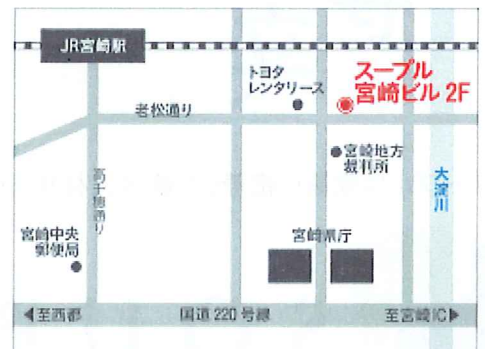 JR宮崎駅
トヨタ
レンタリース
スープル
宮崎ビル 2F
老松通り
宮崎地方
裁判所
高千穂通り
大淀川
宮崎中央
郵便局
宮崎県庁
◀至西都
国道220号線
至宮崎IC▶